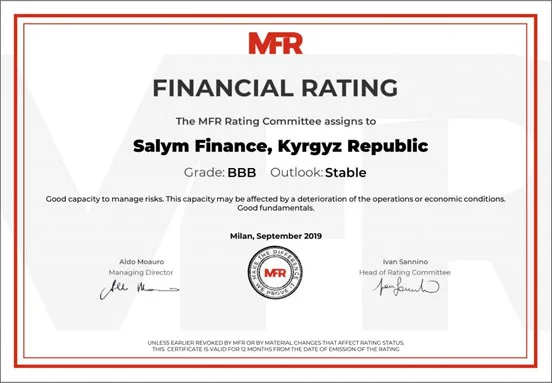 MFR
FINANCIAL RATING
The MFR Rating Committee assigns to
Salym Finance, Kyrgyz Republic
Grade: BBB Outlook: Stable
Good capacity to manage risks. This capacity may be affected by a deterioration of the operations or economic conditions.
Good fundamentals.
Milan, September 2019
Aldo Moauro
Managing Director
MAKE THE DIFFERENCE
MFR
PROVE IT
Ivan Sannino
Head of Rating Committee
UNLESS EARLIER REVOKED BY MFR OR BY MATERIAL CHANGES THAT AFFECT RATING STATUS,
THIS CERTIFICATE IS VALID FOR 12 MONTHS FROM THE DATE OF EMISSION OF THE RATING